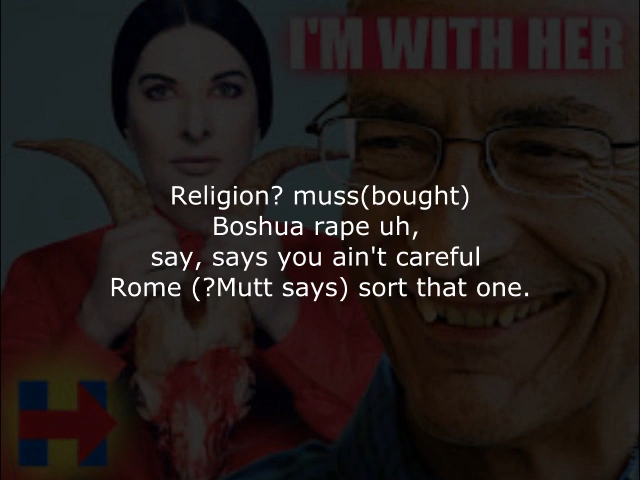 I'M WITH HER
Religion? muss(bought)
Boshua rape uh,
say, says you ain't careful
Rome (?Mutt says) sort that one.